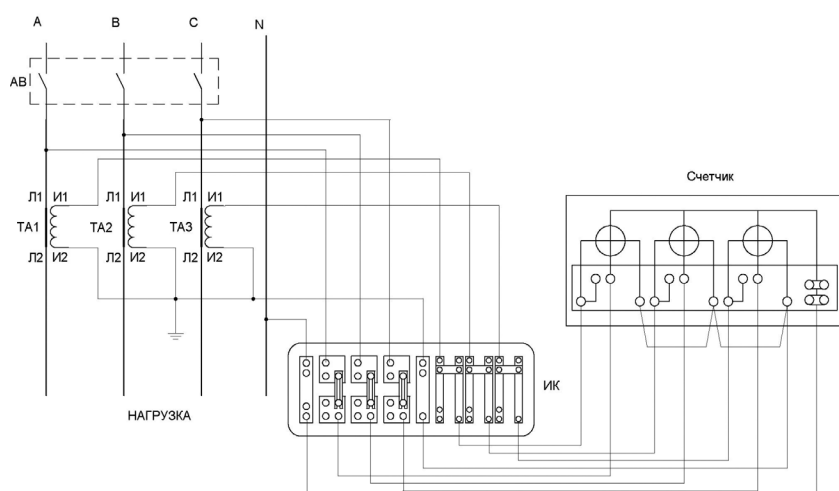 A B C N
АВ
Счетчик
Л1 И1 Л1 И1 Л1 И1
ТА1 ТА2 ТА3
Л2 И2 Л2 И2 Л2 И2
ИК
НАГРУЗКА